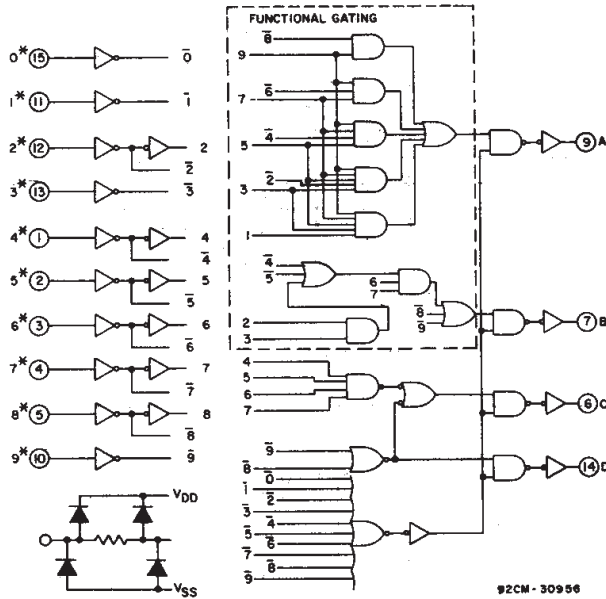 FUNCTIONAL GATING
0* 15 0̅
1* 11 1̅
2* 12 2
2̅
3* 13 3̅
4* 1 4
4̅
5* 2 5
5̅
6* 3 6
6̅
7* 4 7
7̅
8* 5 8
8̅
9* 10 9̅
VDD
VSS
8̅
9
6̅
7
4̅
5
2̅
3
1
9 A
4̅
5̅
6
7
8̅
9̅
2
3
7 B
4
5
6
7
6 C
9̅
8̅
14 D
0̅
1̅
2̅
3̅
4̅
5̅
6̅
7̅
8̅
9̅
92CM-30956